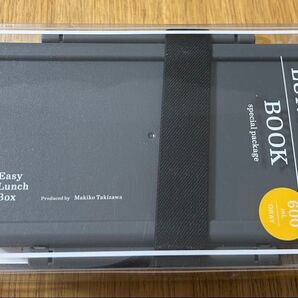 Easy
Lunch
Box
Produced by Makiko Takizawa
BOOK
special package
600
ML
GRAY